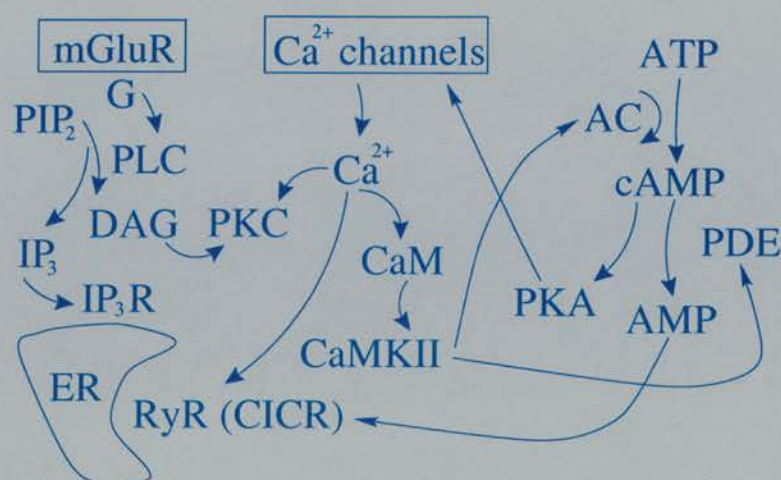 mGluR
Ca²⁺ channels
ATP
G
PIP₂
AC
PLC
Ca²⁺
cAMP
DAG
PKC
PDE
IP₃
CaM
IP₃R
PKA
AMP
CaMKII
ER
RyR (CICR)